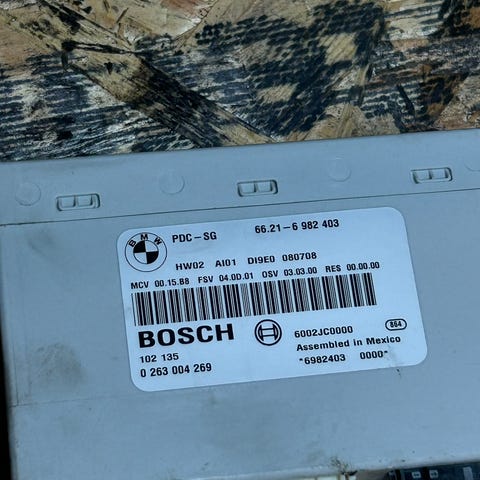 BMW
PDC-SG 66.21-6 982 403
HW02 AI01 DI9E0 080708
MCV 00.15.88 FSV 04.00.01 OSV 03.03.00 RES 00.00.00
BOSCH 6002JC0000 864
102 135 Assembled in Mexico
0 263 004 269 *6982403 0000*